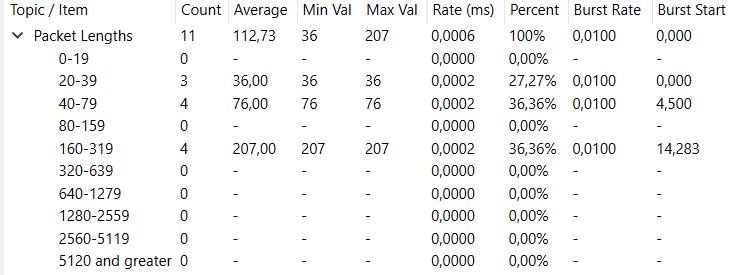 Topic / Item Count Average Min Val Max Val Rate (ms) Percent Burst Rate Burst Start
Packet Lengths 11 112,73 36 207 0,0006 100% 0,0100 0,000
0-19 0 - - - 0,0000 0,00% - -
20-39 3 36,00 36 36 0,0002 27,27% 0,0100 0,000
40-79 4 76,00 76 76 0,0002 36,36% 0,0100 4,500
80-159 0 - - - 0,0000 0,00% - -
160-319 4 207,00 207 207 0,0002 36,36% 0,0100 14,283
320-639 0 - - - 0,0000 0,00% - -
640-1279 0 - - - 0,0000 0,00% - -
1280-2559 0 - - - 0,0000 0,00% - -
2560-5119 0 - - - 0,0000 0,00% - -
5120 and greater 0 - - - 0,0000 0,00% - -